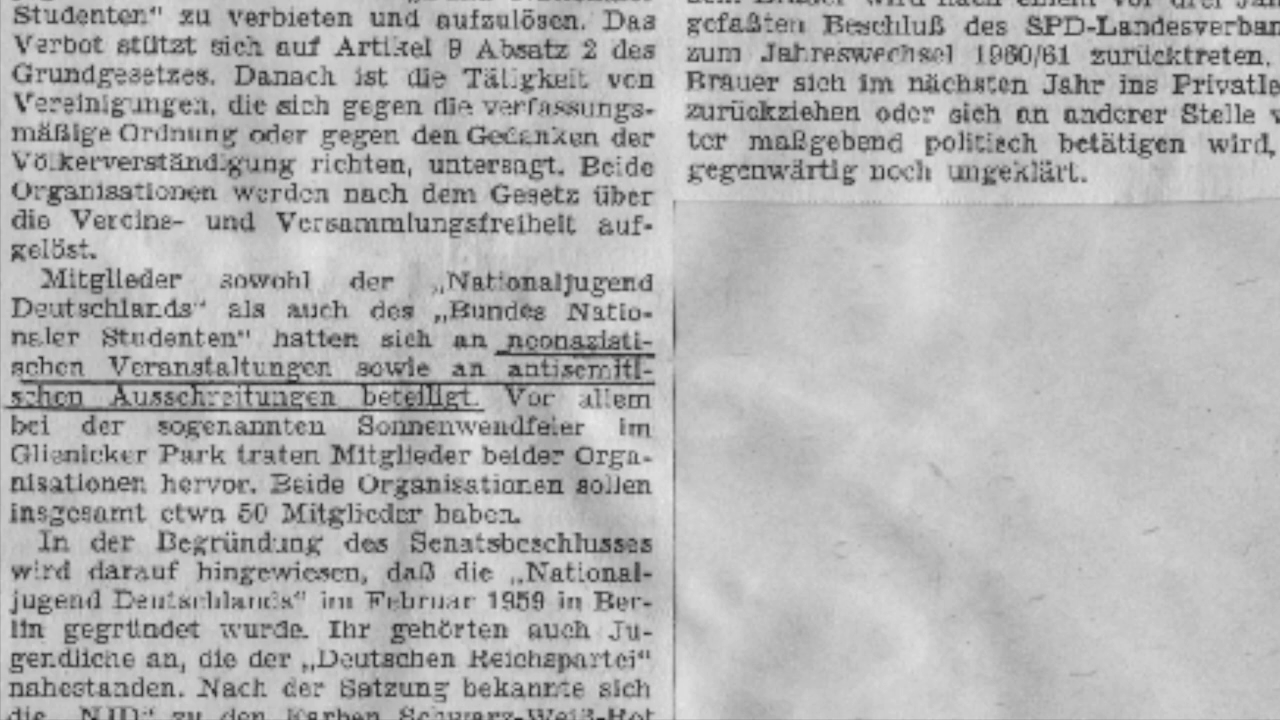 Studenten“ zu verbieten und aufzulösen. Das
Verbot stützt sich auf Artikel 9 Absatz 2 des
Grundgesetzes. Danach ist die Tätigkeit von
Vereinigungen, die sich gegen die verfassungs-
mäßige Ordnung oder gegen den Gedanken der
Völkerverständigung richten, untersagt. Beide
Organisationen werden nach dem Gesetz über
die Vereins- und Versammlungsfreiheit auf-
gelöst.
Mitglieder sowohl der „Nationaljugend
Deutschlands“ als auch des „Bundes Natio-
naler Studenten“ hatten sich an neonazisti-
schen Veranstaltungen sowie an antisemiti-
schen Ausschreitungen beteiligt. Vor allem
bei der sogenannten Sonnenwendfeier im
Glienicker Park traten Mitglieder beider Orga-
nisationen hervor. Beide Organisationen sollen
insgesamt etwa 50 Mitglieder haben.
In der Begründung des Senatsbeschlusses
wird darauf hingewiesen, daß die „National-
jugend Deutschlands“ im Februar 1959 in Ber-
lin gegründet wurde. Ihr gehörten auch Ju-
gendliche an, die der „Deutschen Reichspartei“
nahestanden. Nach der Satzung bekannte sich
die „NJD“ zu den Farben Schwarz-Weiß-Rot
gefaßten Beschluß des SPD-Landesverban
zum Jahreswechsel 1960/61 zurücktreten.
Brauer sich im nächsten Jahr ins Privatle
zurückziehen oder sich an anderer Stelle w
ter maßgebend politisch betätigen wird,
gegenwärtig noch ungeklärt.